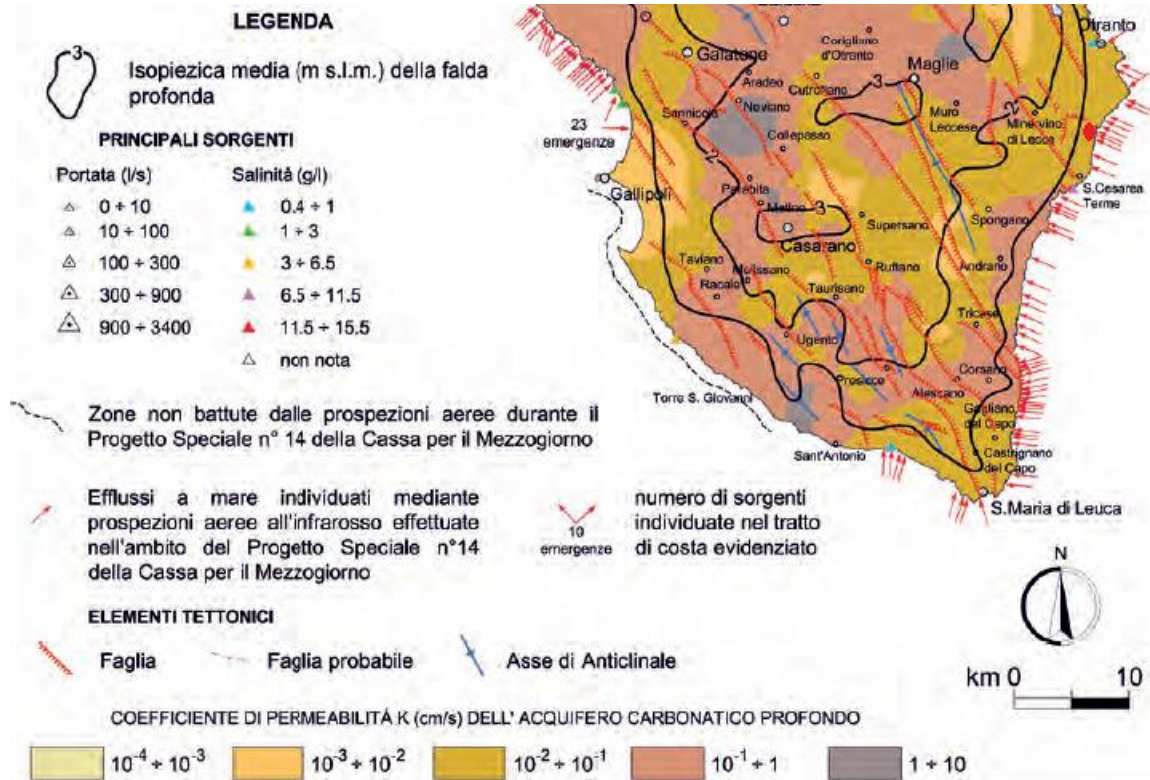 LEGENDA
Isopiezica media (m s.l.m.) della falda
profonda
3
PRINCIPALI SORGENTI
Portata (l/s)
Salinità (g/l)
0 ÷ 10
0.4 ÷ 1
10 ÷ 100
1 ÷ 3
100 ÷ 300
3 ÷ 6.5
300 ÷ 900
6.5 ÷ 11.5
900 ÷ 3400
11.5 ÷ 15.5
non nota
Zone non battute dalle prospezioni aeree durante il
Progetto Speciale n° 14 della Cassa per il Mezzogiorno
Efflussi a mare individuati mediante
prospezioni aeree all'infrarosso effettuate
nell'ambito del Progetto Speciale n°14
della Cassa per il Mezzogiorno
10
emergenze
numero di sorgenti
individuate nel tratto
di costa evidenziato
ELEMENTI TETTONICI
Faglia
Faglia probabile
Asse di Anticlinale
Otranto
Corigliano
d'Otranto
Galatone
Maglie
Aradeo
Cutrofiano
3
Neviano
Sannicola
Muro
Leccese
2
Minervino
di Lecce
23
emergenze
Collepasso
2
Gallipoli
Parabita
Matino
3
S.Cesarea
Terme
Casarano
Supersano
Spongano
Taviano
Melissano
Ruffano
Andrano
Racale
Taurisano
Tricase
Ugento
Presicce
Corsano
Alessano
Torre S. Giovanni
Gagliano
del Capo
Sant'Antonio
Castrignano
del Capo
S.Maria di Leuca
N
km 0
10
COEFFICIENTE DI PERMEABILITÀ K (cm/s) DELL' ACQUIFERO CARBONATICO PROFONDO
10⁻⁴ ÷ 10⁻³
10⁻³ ÷ 10⁻²
10⁻² ÷ 10⁻¹
10⁻¹ ÷ 1
1 ÷ 10